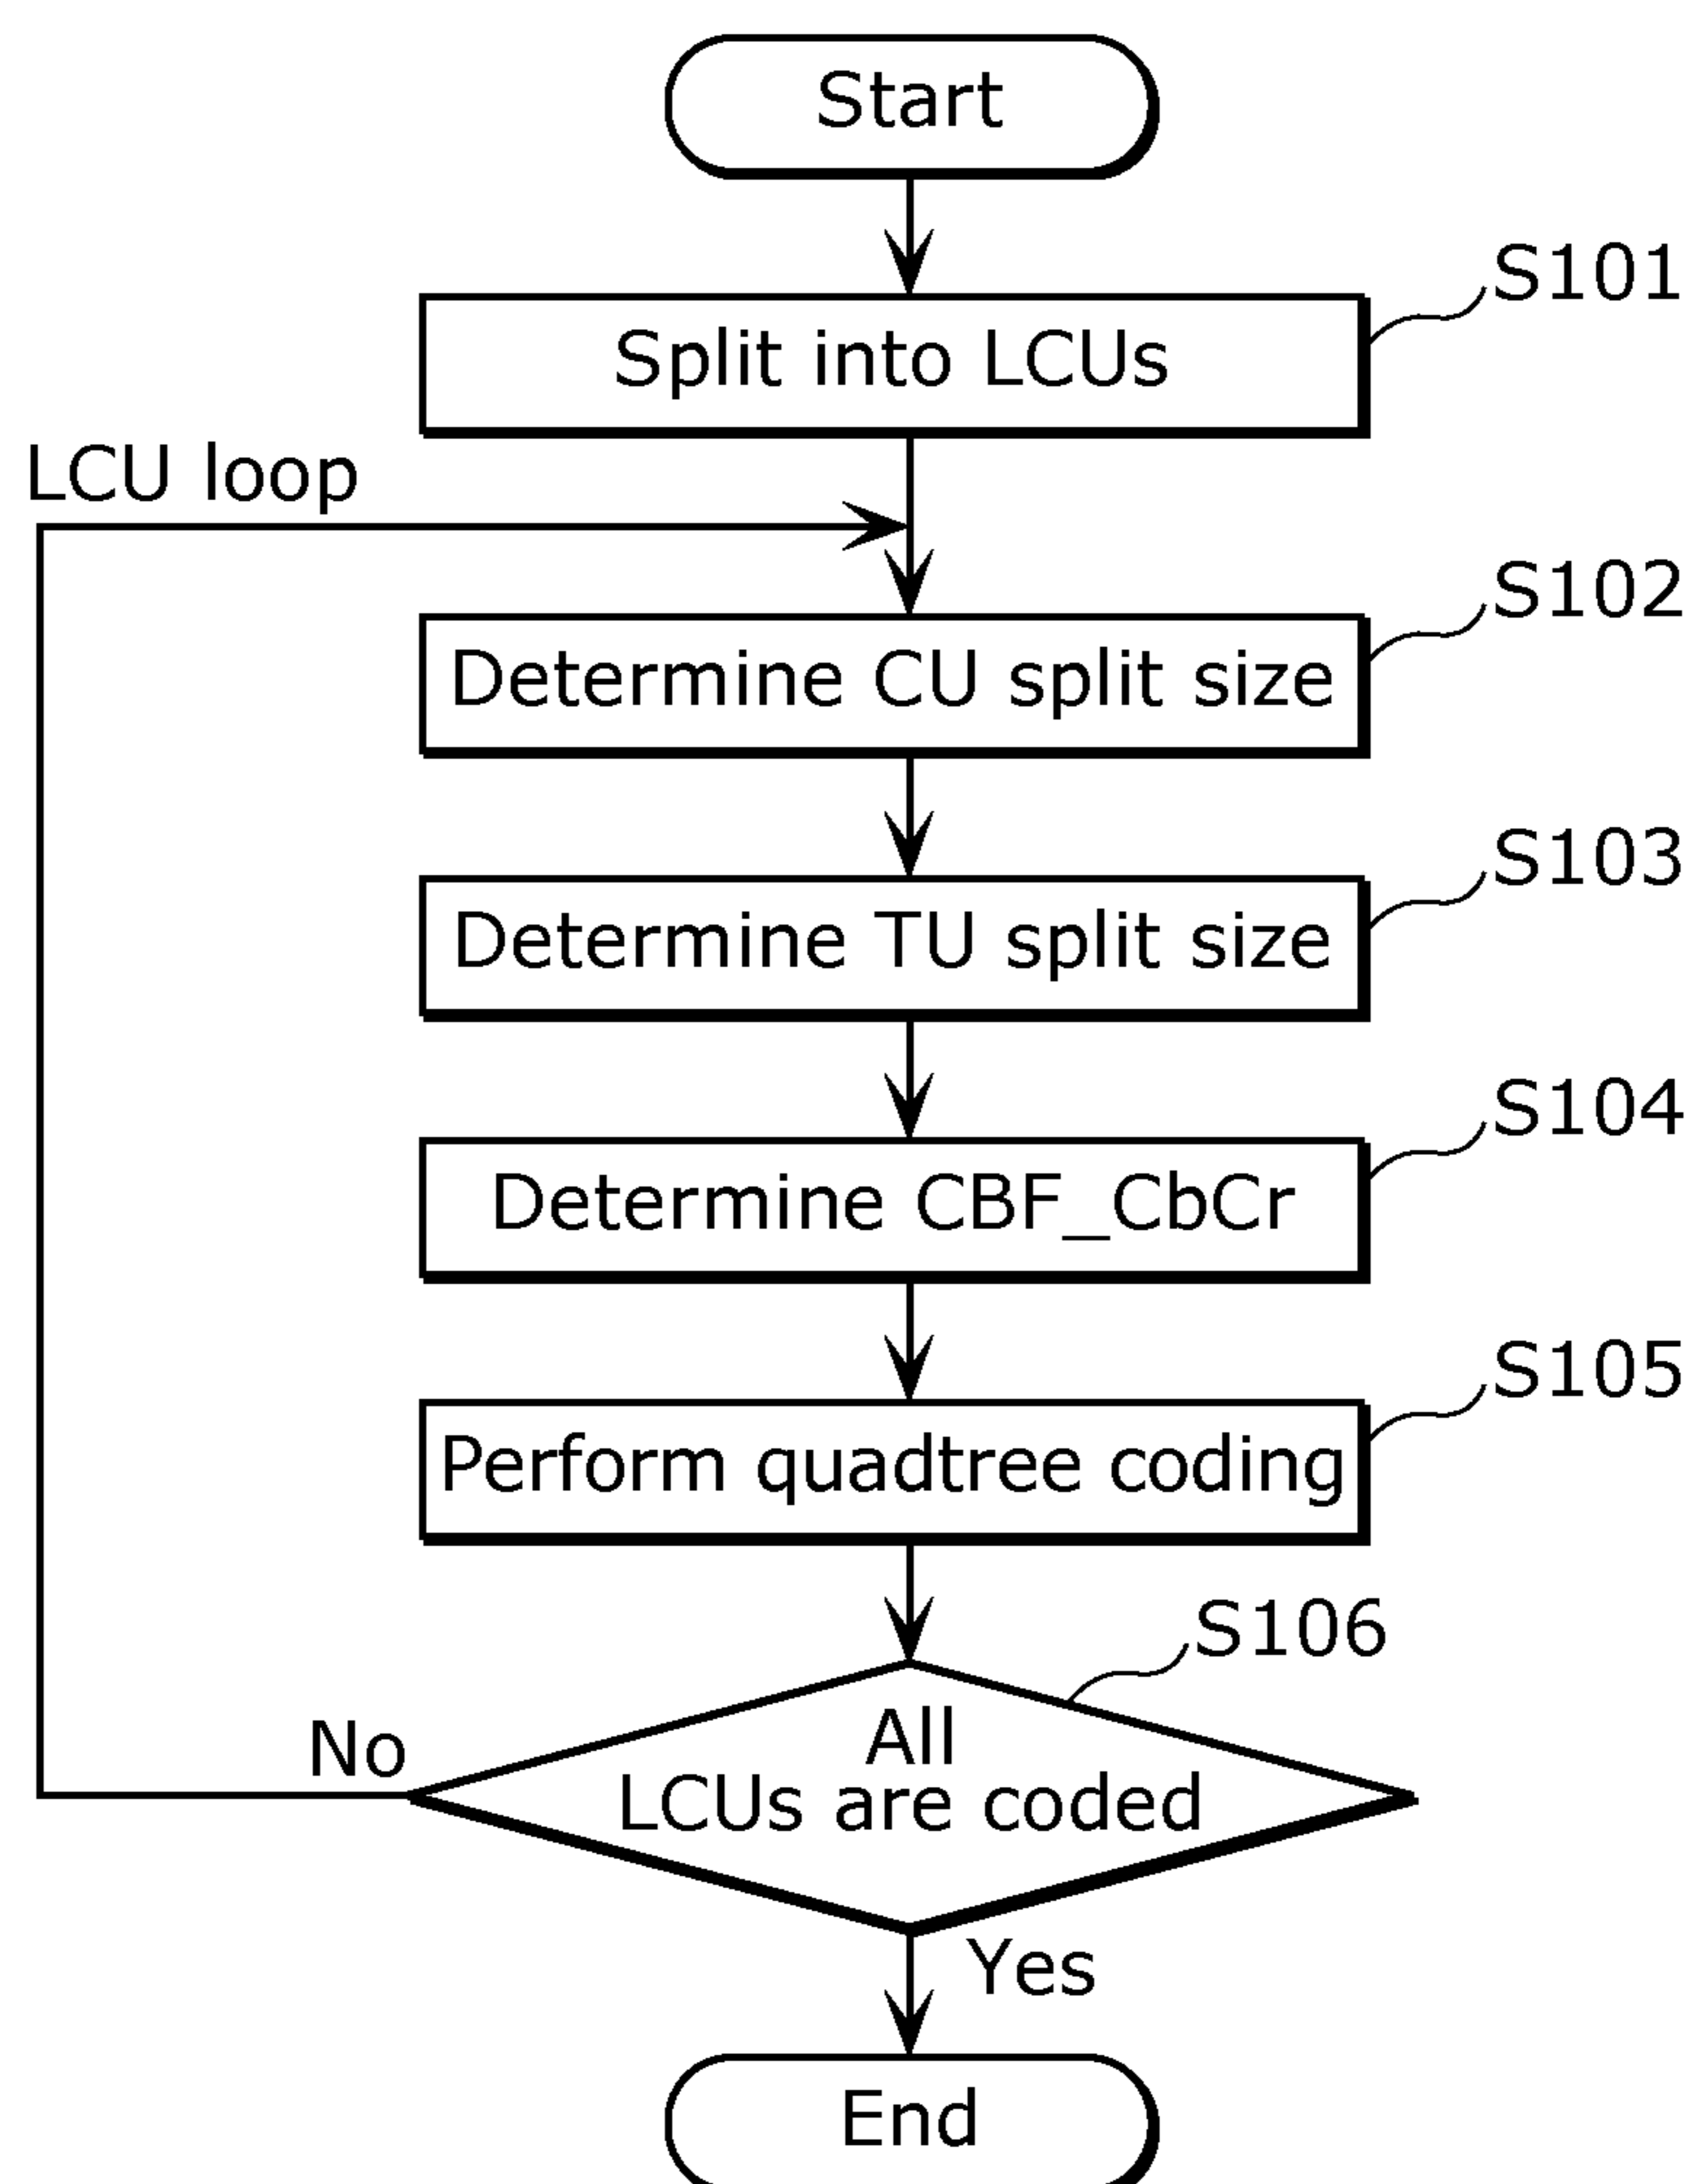 Start
S101
Split into LCUs
LCU loop
S102
Determine CU split size
S103
Determine TU split size
S104
Determine CBF_CbCr
S105
Perform quadtree coding
S106
No
All
LCUs are coded
Yes
End